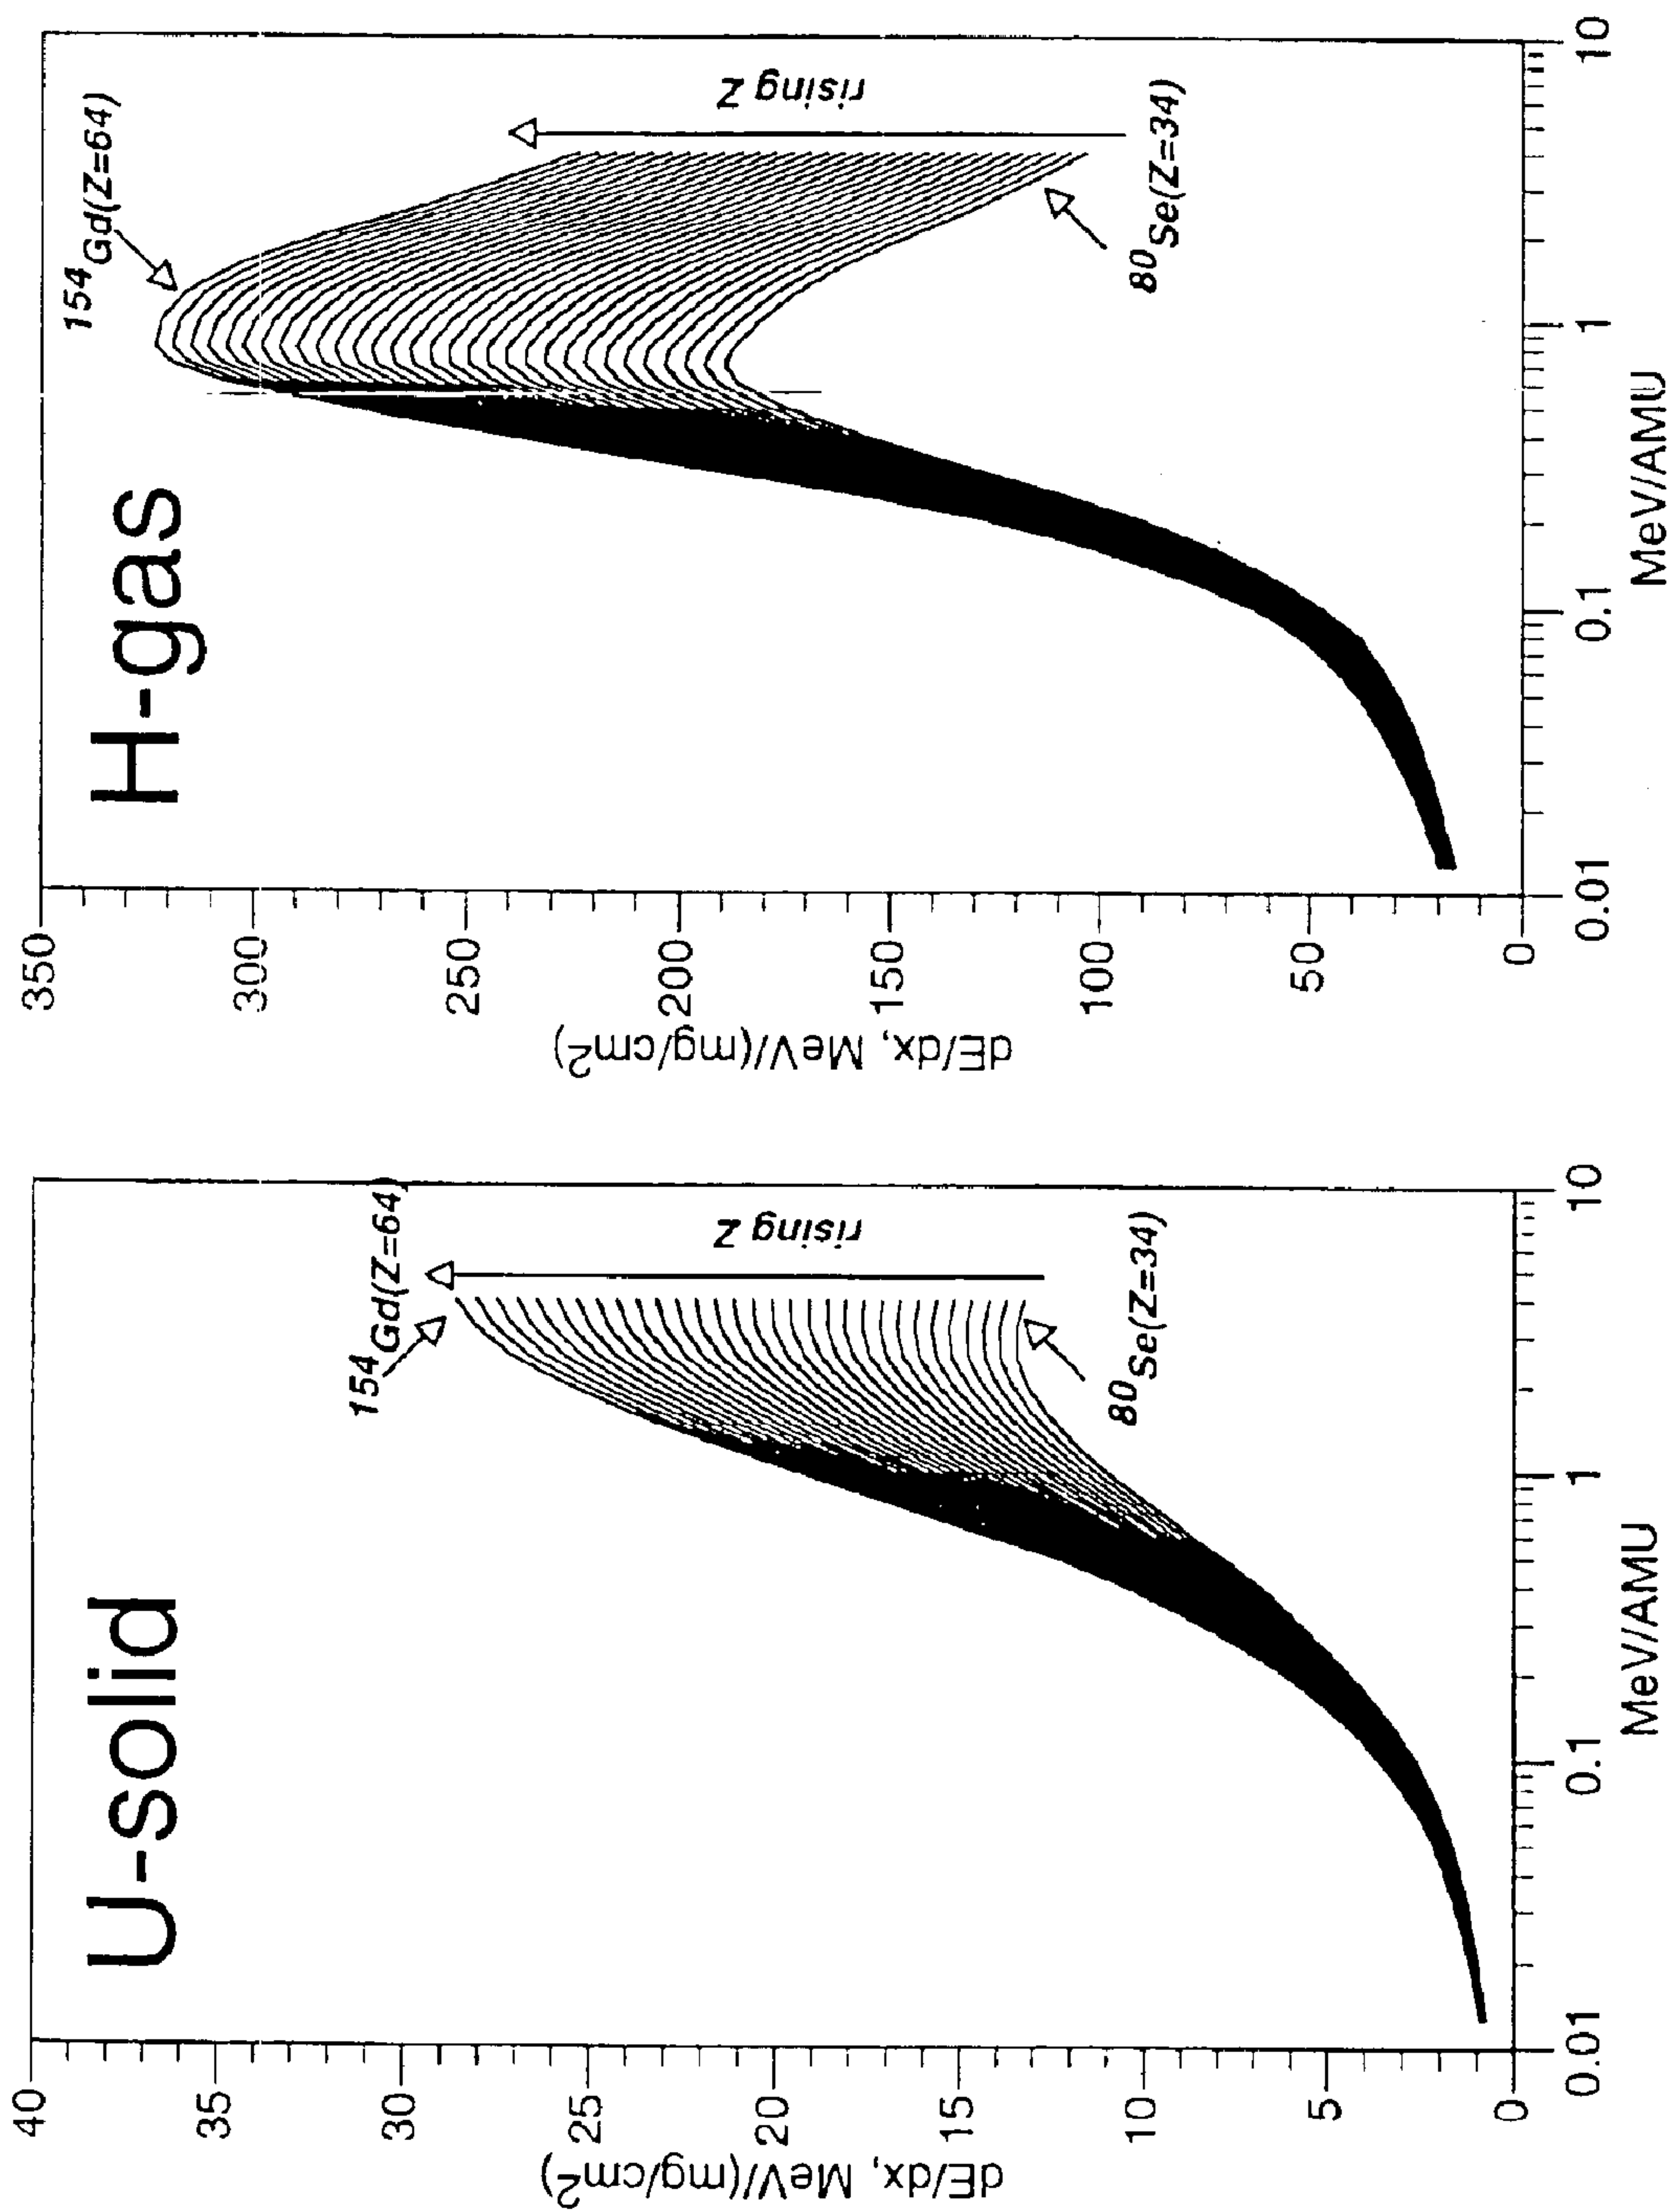 U-solid
40
35
30
25
20
15
10
5
0
dE/dx, MeV/(mg/cm²)
0.01
0.1
1
10
MeV/AMU
¹⁵⁴Gd(Z=64)
rising Z
⁸⁰Se(Z=34)
H-gas
350
300
250
200
150
100
50
0
dE/dx, MeV/(mg/cm²)
0.01
0.1
1
10
MeV/AMU
¹⁵⁴Gd(Z=64)
rising Z
⁸⁰Se(Z=34)